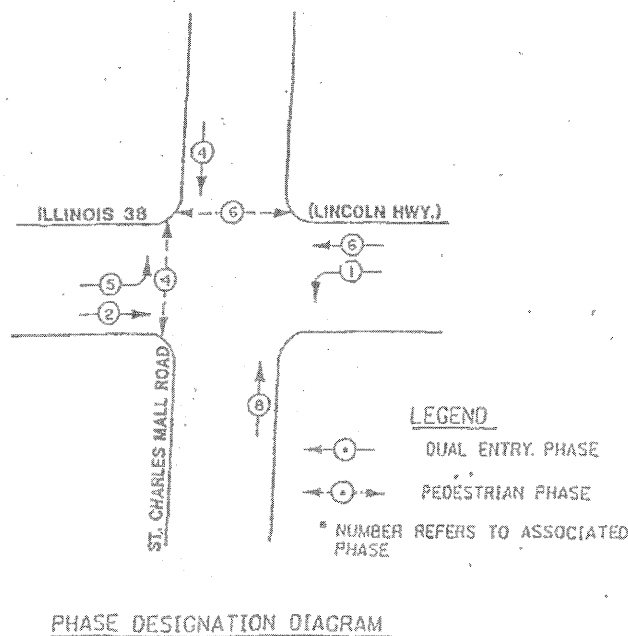 4
ILLINOIS 38
6
(LINCOLN HWY.)
6
5
4
1
2
ST. CHARLES MALL ROAD
8
LEGEND
* DUAL ENTRY PHASE
* PEDESTRIAN PHASE
* NUMBER REFERS TO ASSOCIATED
PHASE
PHASE DESIGNATION DIAGRAM